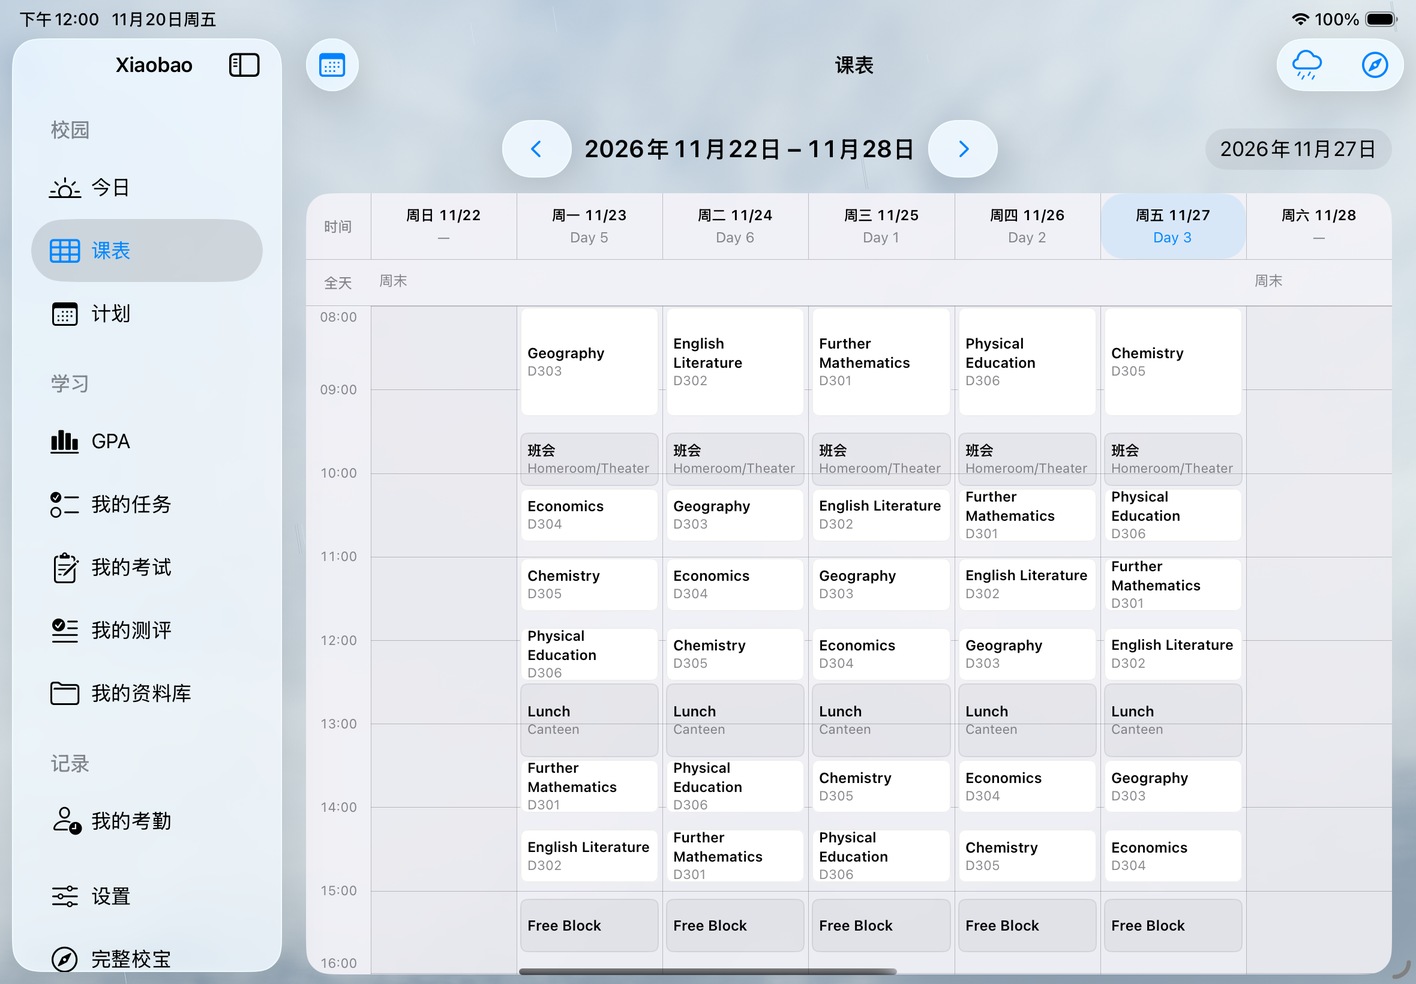 下午12:00 11月20日周五
100%
Xiaobao
课表
校园
今日
课表
计划
学习
GPA
我的任务
我的考试
我的测评
我的资料库
记录
我的考勤
设置
完整校宝
2026年11月22日 – 11月28日
2026年11月27日
时间
周日 11/22
—
周一 11/23
Day 5
周二 11/24
Day 6
周三 11/25
Day 1
周四 11/26
Day 2
周五 11/27
Day 3
周六 11/28
—
全天
周末
周末
08:00
Geography
D303
English
Literature
D302
Further
Mathematics
D301
Physical
Education
D306
Chemistry
D305
09:00
班会
Homeroom/Theater
班会
Homeroom/Theater
班会
Homeroom/Theater
班会
Homeroom/Theater
班会
Homeroom/Theater
10:00
Economics
D304
Geography
D303
English Literature
D302
Further
Mathematics
D301
Physical
Education
D306
11:00
Chemistry
D305
Economics
D304
Geography
D303
English Literature
D302
Further
Mathematics
D301
12:00
Physical
Education
D306
Chemistry
D305
Economics
D304
Geography
D303
English Literature
D302
Lunch
Canteen
Lunch
Canteen
Lunch
Canteen
Lunch
Canteen
Lunch
Canteen
13:00
Further
Mathematics
D301
Physical
Education
D306
Chemistry
D305
Economics
D304
Geography
D303
14:00
English Literature
D302
Further
Mathematics
D301
Physical
Education
D306
Chemistry
D305
Economics
D304
15:00
Free Block
Free Block
Free Block
Free Block
Free Block
16:00